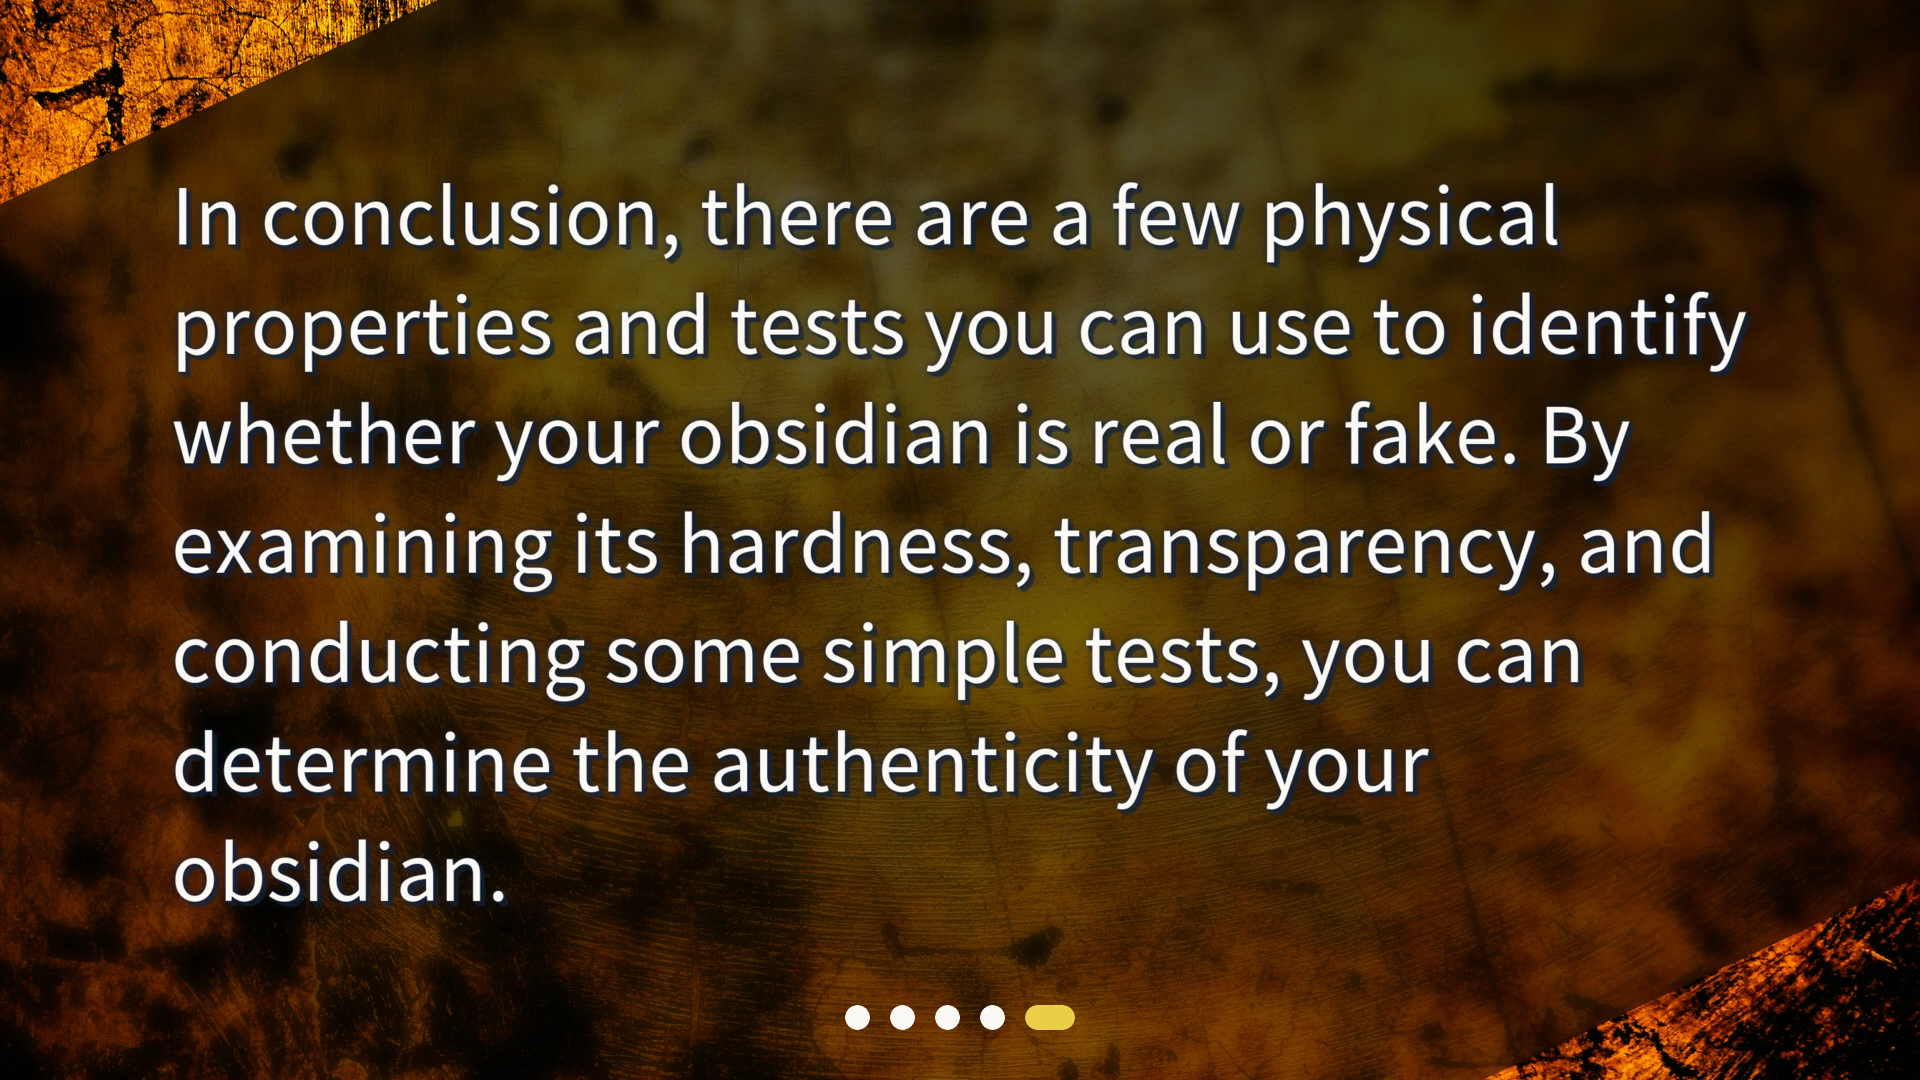 In conclusion, there are a few physical
properties and tests you can use to identify
whether your obsidian is real or fake. By
examining its hardness, transparency, and
conducting some simple tests, you can
determine the authenticity of your
obsidian.